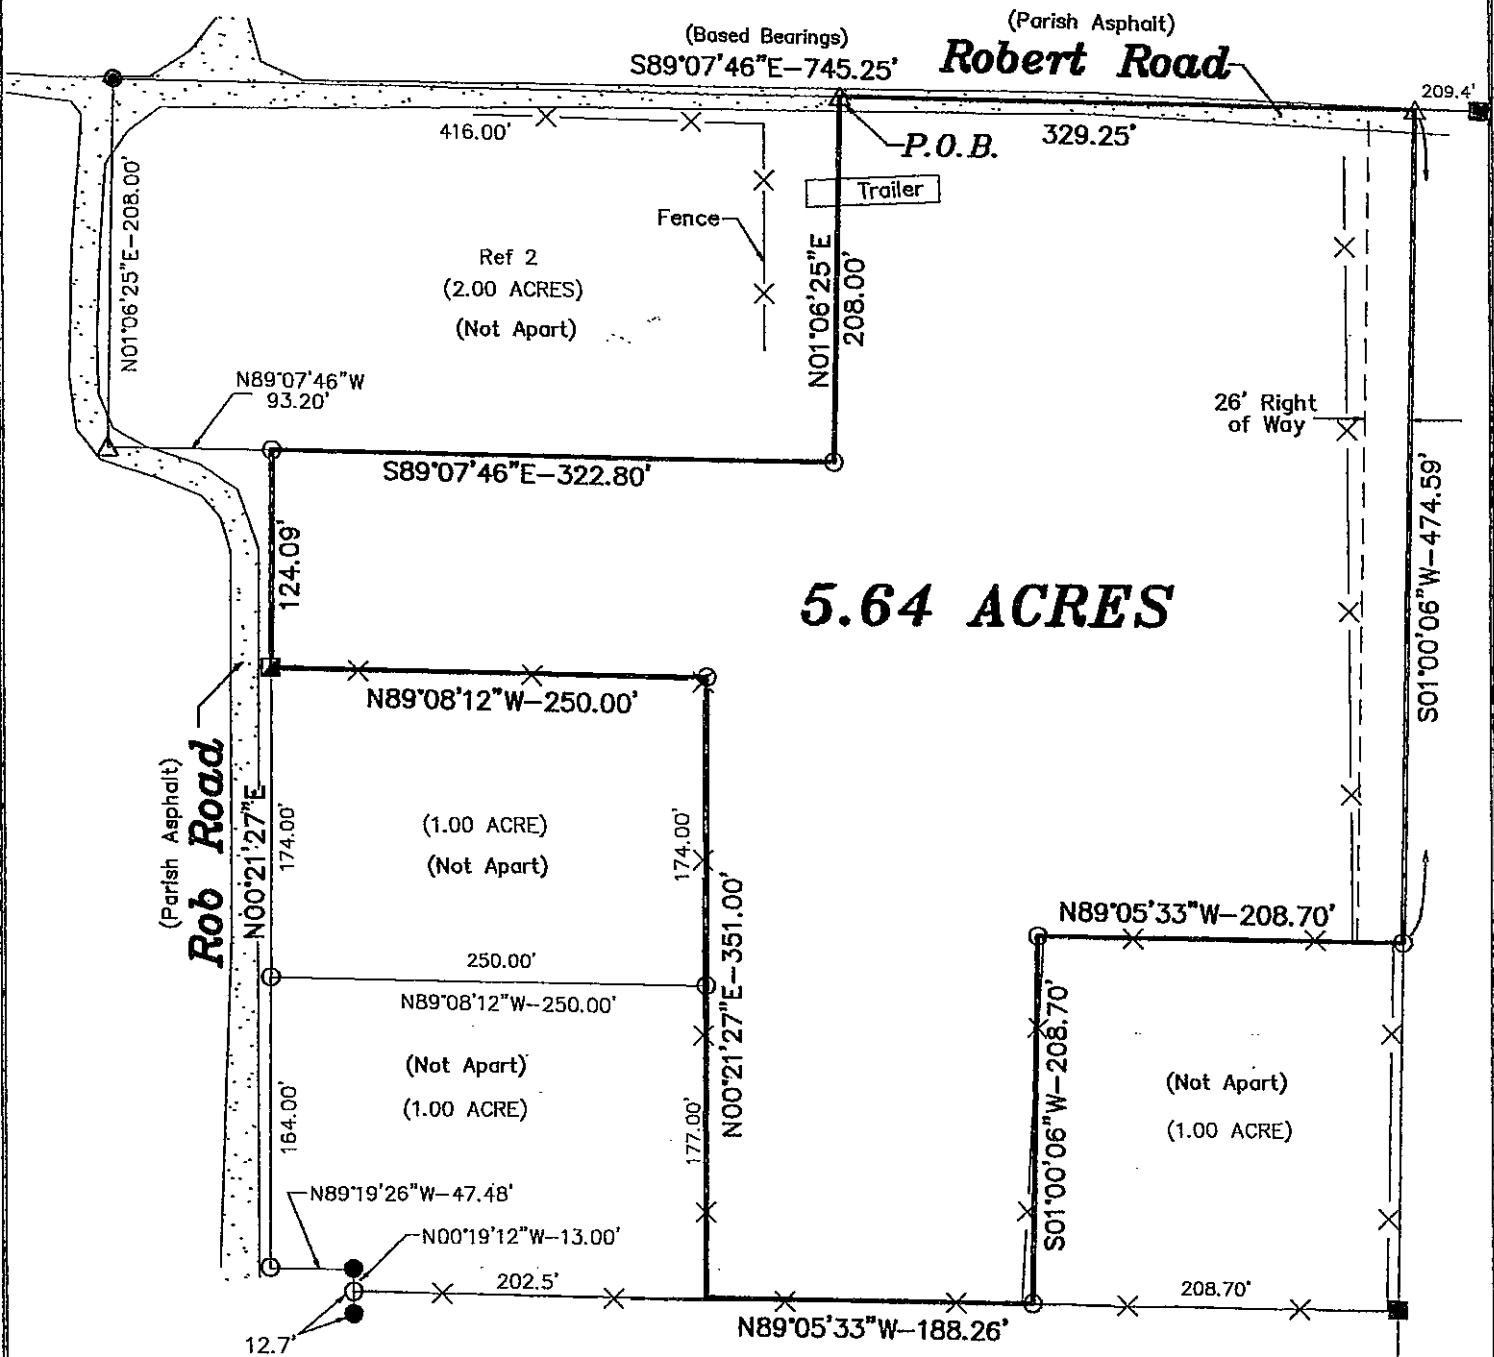 (Parish Asphalt)
Robert Road
(Based Bearings)
S89°07'46"E-745.25'
209.4'
416.00'
P.O.B.
329.25'
Trailer
Fence
N01°06'25"E-208.00'
Ref 2
(2.00 ACRES)
(Not Apart)
N01°06'25"E
208.00'
N89°07'46"W
93.20'
26' Right
of Way
S89°07'46"E-322.80'
124.09'
S01°00'06"W-474.59'
5.64 ACRES
N89°08'12"W-250.00'
(Parish Asphalt)
Rob Road
N00°21'27"E
174.00'
(1.00 ACRE)
(Not Apart)
174.00'
N00°21'27"E-351.00'
N89°05'33"W-208.70'
250.00'
N89°08'12"W-250.00'
(Not Apart)
(1.00 ACRE)
164.00'
177.00'
S01°00'06"W-208.70'
(Not Apart)
(1.00 ACRE)
N89°19'26"W-47.48'
N00°19'12"W-13.00'
202.5'
208.70'
12.7'
N89°05'33"W-188.26'